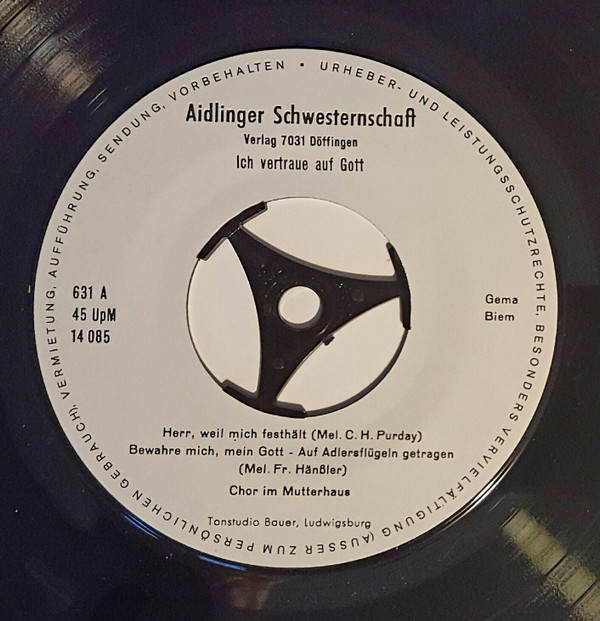 URHEBER- UND LEISTUNGSSCHUTZRECHTE, BESONDERS VERVIELFÄLTIGUNG (AUSSER ZUM PERSÖNLICHEN GEBRAUCH), VERMIETUNG, AUFFÜHRUNG, SENDUNG, VORBEHALTEN •
Aidlinger Schwesternschaft
Verlag 7031 Döffingen
Ich vertraue auf Gott
631 A
45 UpM
14 085
Gema
Biem
Herr, weil mich festhält (Mel. C. H. Purday)
Bewahre mich, mein Gott - Auf Adlersflügeln getragen
(Mel. Fr. Hänßler)
Chor im Mutterhaus
Tonstudio Bauer, Ludwigsburg